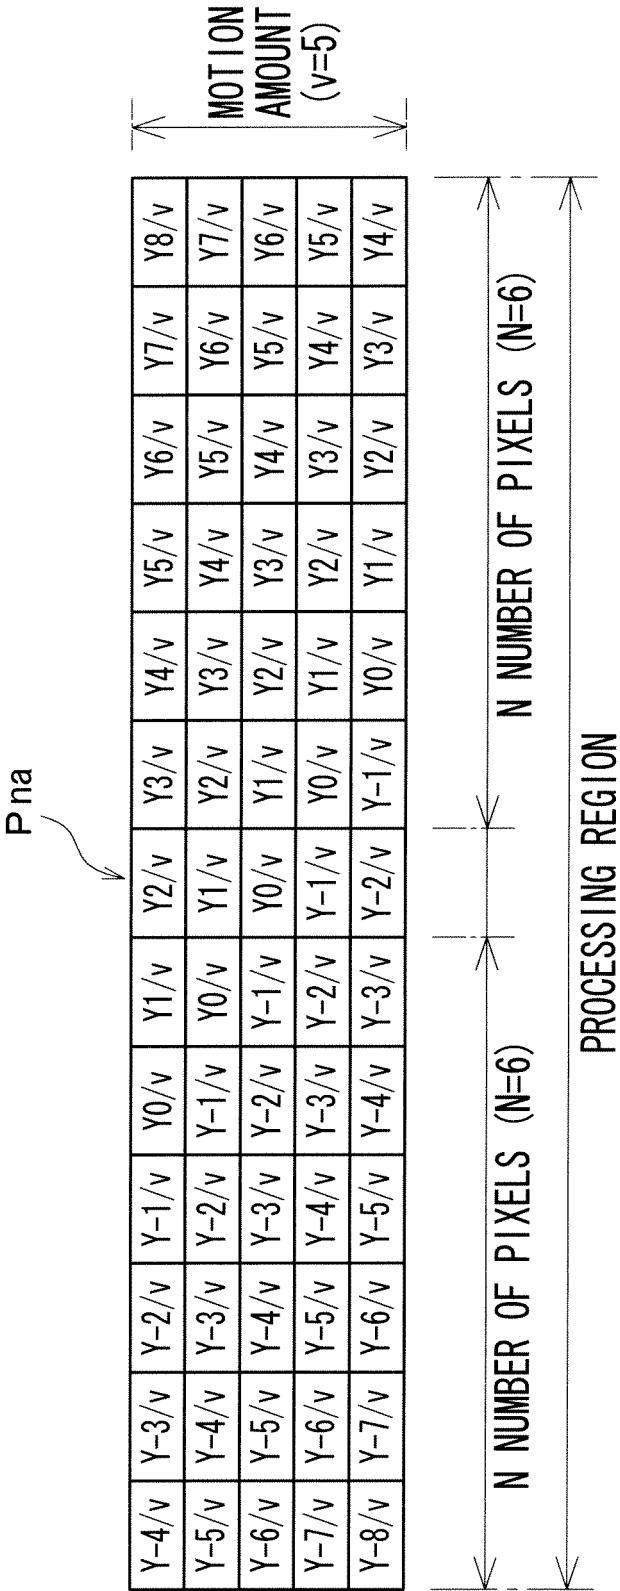 Pna
Y-4/v Y-3/v Y-2/v Y-1/v Y0/v Y1/v Y2/v Y3/v Y4/v Y5/v Y6/v Y7/v Y8/v
Y-5/v Y-4/v Y-3/v Y-2/v Y-1/v Y0/v Y1/v Y2/v Y3/v Y4/v Y5/v Y6/v Y7/v
Y-6/v Y-5/v Y-4/v Y-3/v Y-2/v Y-1/v Y0/v Y1/v Y2/v Y3/v Y4/v Y5/v Y6/v
Y-7/v Y-6/v Y-5/v Y-4/v Y-3/v Y-2/v Y-1/v Y0/v Y1/v Y2/v Y3/v Y4/v Y5/v
Y-8/v Y-7/v Y-6/v Y-5/v Y-4/v Y-3/v Y-2/v Y-1/v Y0/v Y1/v Y2/v Y3/v Y4/v
MOTION
AMOUNT
(v=5)
N NUMBER OF PIXELS (N=6)
N NUMBER OF PIXELS (N=6)
PROCESSING REGION